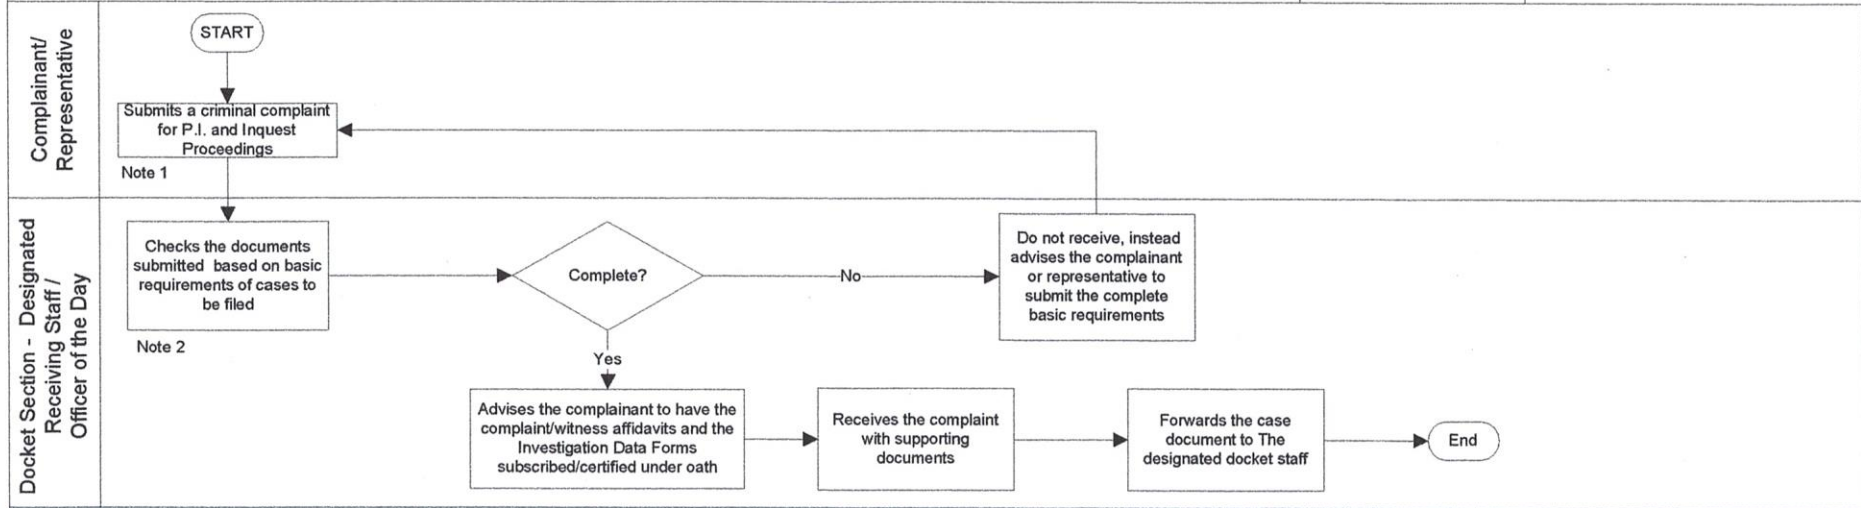 Complainant/
Representative
START
Submits a criminal complaint
for P.I. and Inquest
Proceedings
Note 1
Docket Section - Designated
Receiving Staff /
Officer of the Day
Checks the documents
submitted based on basic
requirements of cases to
be filed
Note 2
Complete?
No
Do not receive, instead
advises the complainant
or representative to
submit the complete
basic requirements
Yes
Advises the complainant to have the
complaint/witness affidavits and the
Investigation Data Forms
subscribed/certified under oath
Receives the complaint
with supporting
documents
Forwards the case
document to The
designated docket staff
End